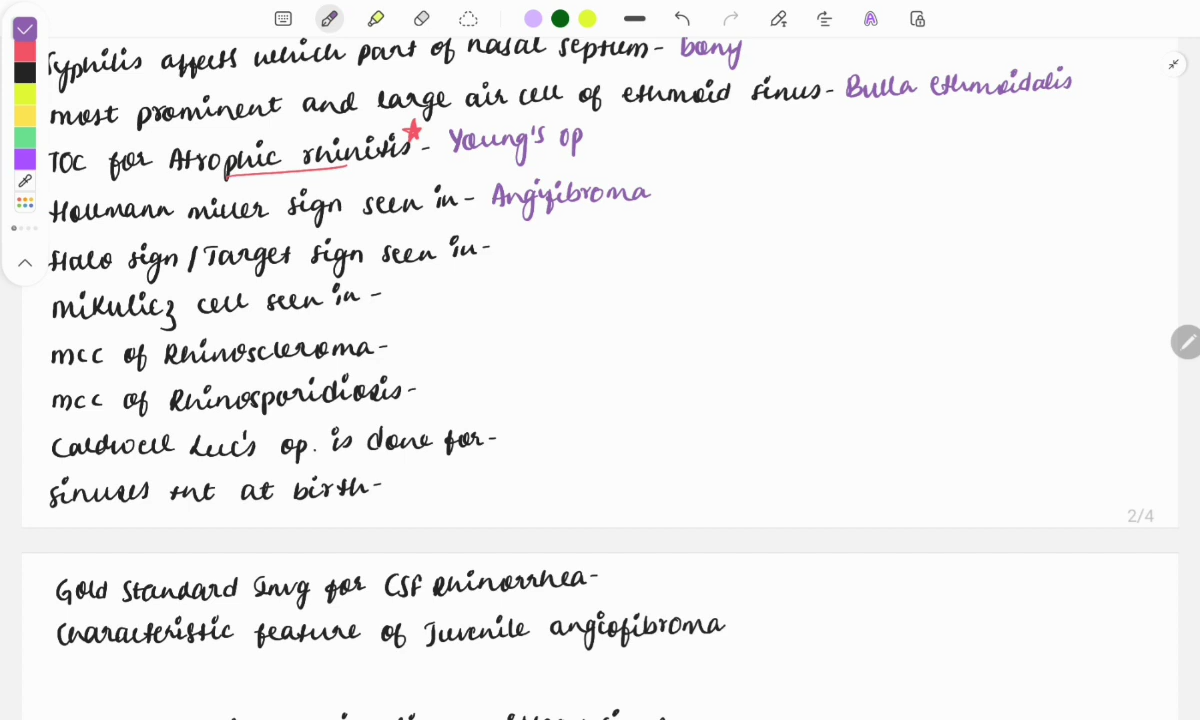 Syphilis affects which part of nasal septum- bony
most prominent and large air cell of ethmoid sinus- Bulla Ethmoidalis
TOC for Atrophic rhinitis- Young's op
Hollmann miller sign seen in- Angifibroma
Halo sign / Target sign seen in-
Mikulicz cell seen in -
mcc of Rhinoscleroma-
mcc of Rhinosporidiosis-
Caldwell Luc's op. is done for-
sinuses at birth-
2/4
Gold Standard Invg for CSF Rhinorrhea-
Characteristic feature of Juvenile angiofibroma